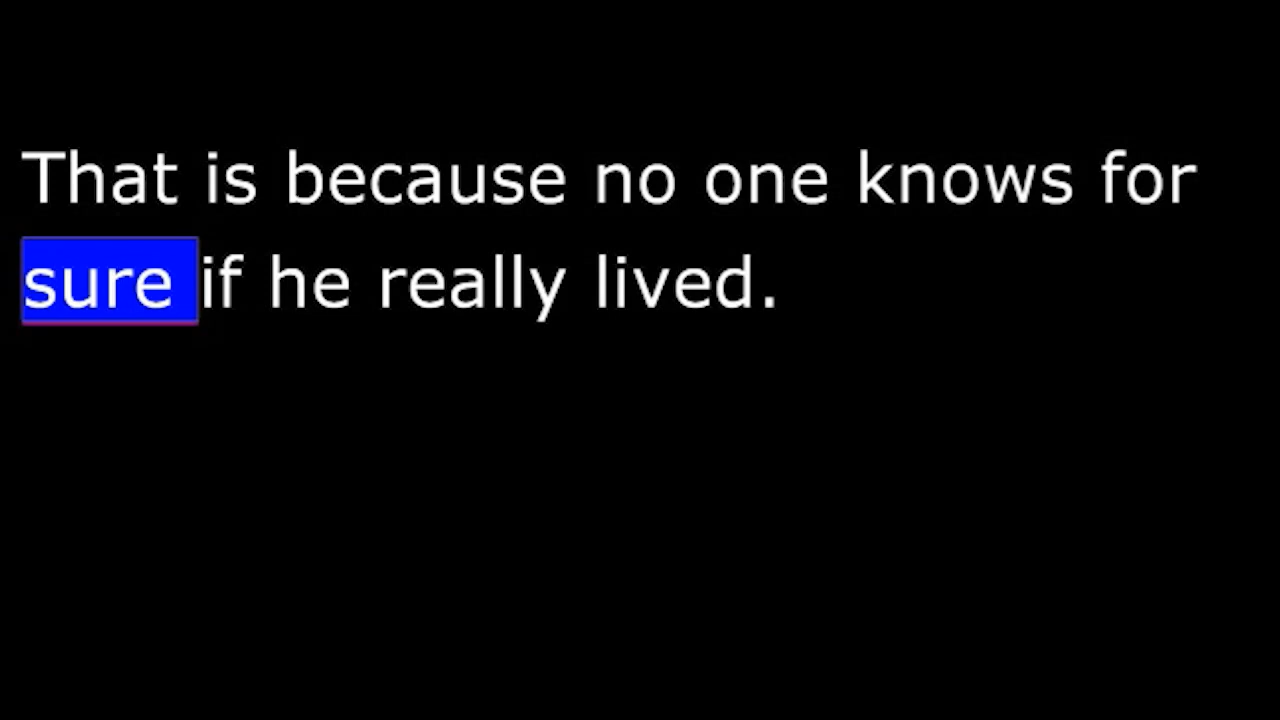 That is because no one knows for
sure if he really lived.